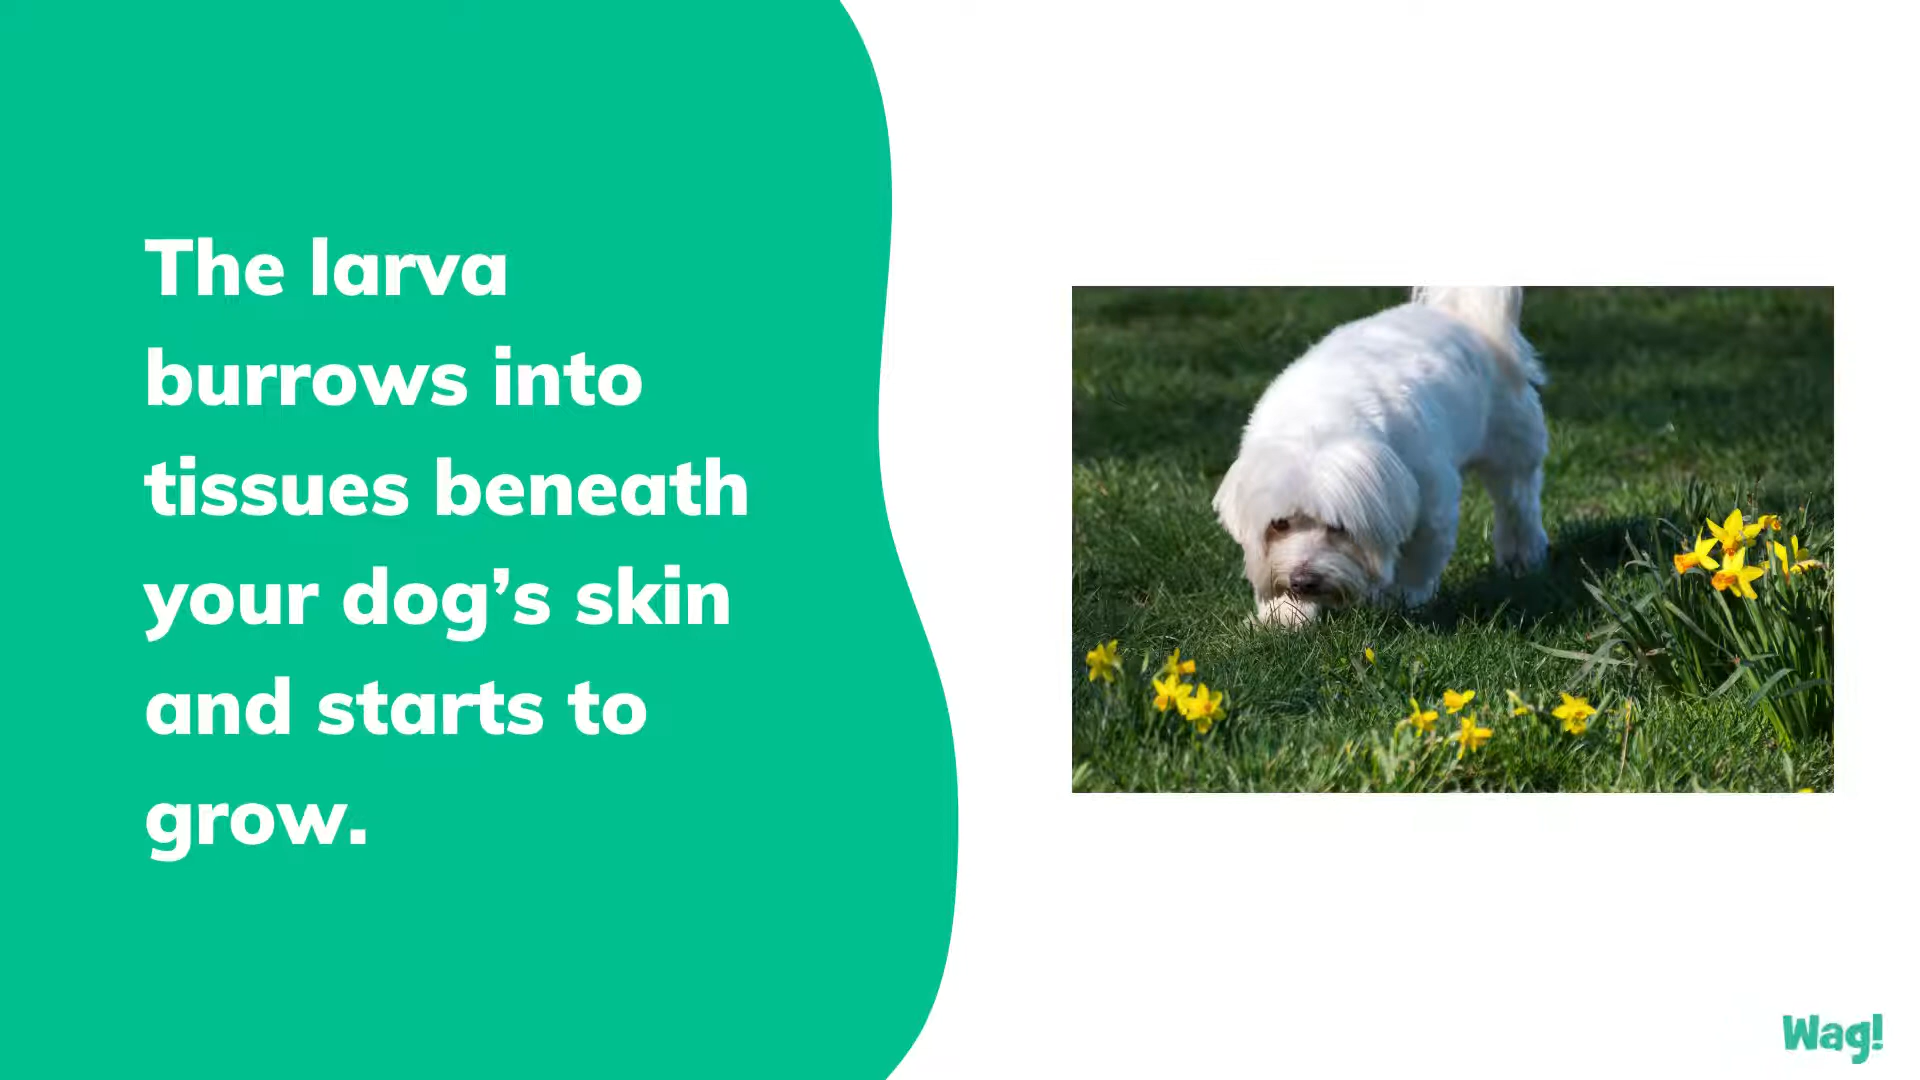 The larva
burrows into
tissues beneath
your dog’s skin
and starts to
grow.
Wag!